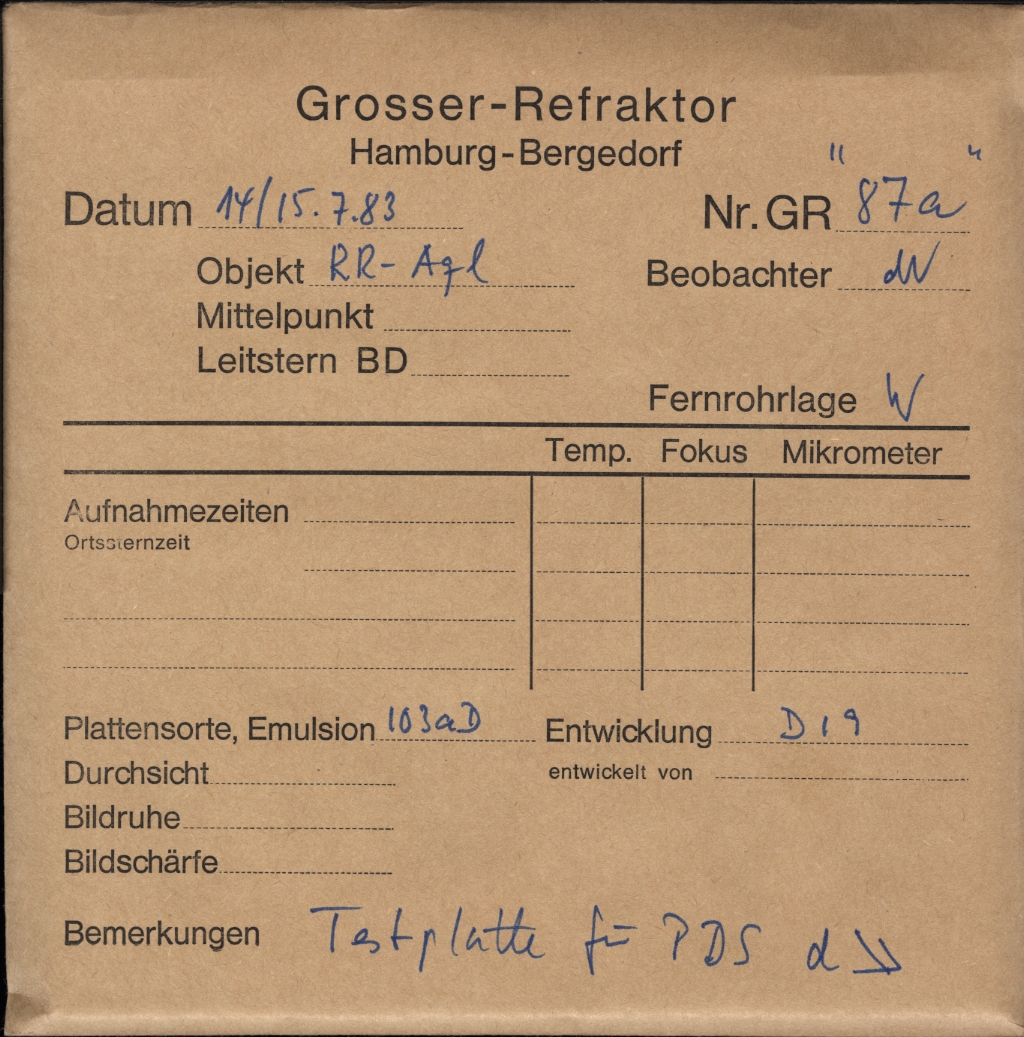 Grosser-Refraktor
Hamburg-Bergedorf
Datum 14/15.7.83
Nr. GR "87a"
Objekt RR-Aql
Beobachter dW
Mittelpunkt
Leitstern BD
Fernrohrlage W
Temp. Fokus Mikrometer
Aufnahmezeiten
Ortssternzeit
Plattensorte, Emulsion 103aD
Entwicklung D19
Durchsicht
entwickelt von
Bildruhe
Bildschärfe
Bemerkungen Testplatte für PDS